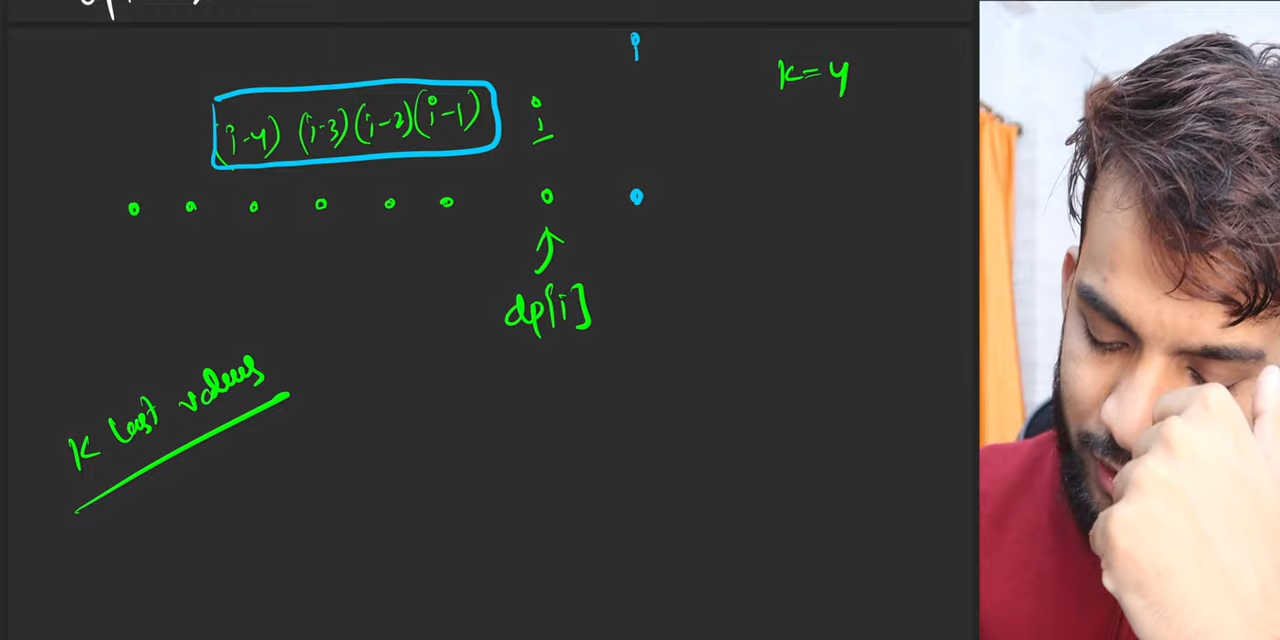 i
K=4
(i-4) (i-3) (i-2) (i-1) i
dp[i]
K last values